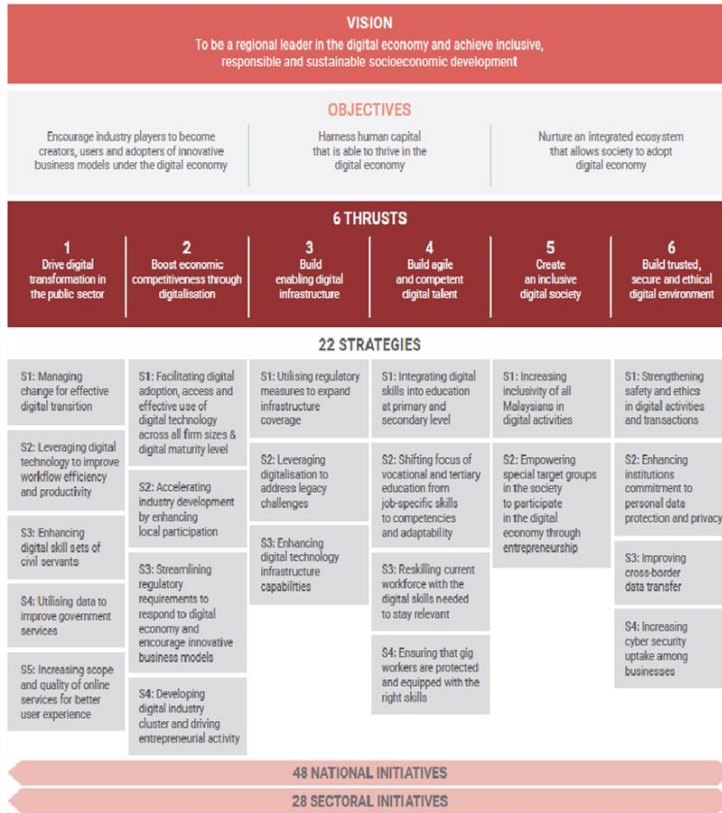 VISION
To be a regional leader in the digital economy and achieve inclusive,
responsible and sustainable socioeconomic development
OBJECTIVES
Encourage industry players to become
creators, users and adopters of innovative
business models under the digital economy
Harness human capital
that is able to thrive in the
digital economy
Nurture an integrated ecosystem
that allows society to adopt
digital economy
6 THRUSTS
1
Drive digital
transformation in
the public sector
2
Boost economic
competitiveness through
digitalisation
3
Build
enabling digital
infrastructure
4
Build agile
and competent
digital talent
5
Create
an inclusive
digital society
6
Build trusted,
secure and ethical
digital environment
22 STRATEGIES
S1: Managing
change for effective
digital transition
S2: Leveraging digital
technology to improve
workflow efficiency
and productivity
S3: Enhancing
digital skill sets of
civil servants
S4: Utilising data to
improve government
services
S5: Increasing scope
and quality of online
services for better
user experience
S1: Facilitating digital
adoption, access and
effective use of
digital technology
across all firm sizes &
digital maturity level
S2: Accelerating
industry development
by enhancing
local participation
S3: Streamlining
regulatory
requirements to
respond to digital
economy and
encourage innovative
business models
S4: Developing
digital industry
cluster and driving
entrepreneurial activity
S1: Utilising regulatory
measures to expand
infrastructure
coverage
S2: Leveraging
digitalisation to
address legacy
challenges
S3: Enhancing
digital technology
infrastructure
capabilities
S1: Integrating digital
skills into education
at primary and
secondary level
S2: Shifting focus of
vocational and tertiary
education from
job-specific skills
to competencies
and adaptability
S3: Reskilling current
workforce with the
digital skills needed
to stay relevant
S4: Ensuring that gig
workers are protected
and equipped with the
right skills
S1: Increasing
inclusivity of all
Malaysians in
digital activities
S2: Empowering
special target groups
in the society
to participate
in the digital
economy through
entrepreneurship
S1: Strengthening
safety and ethics
in digital activities
and transactions
S2: Enhancing
institutions
commitment to
personal data
protection and privacy
S3: Improving
cross-border
data transfer
S4: Increasing
cyber security
uptake among
businesses
48 NATIONAL INITIATIVES
28 SECTORAL INITIATIVES